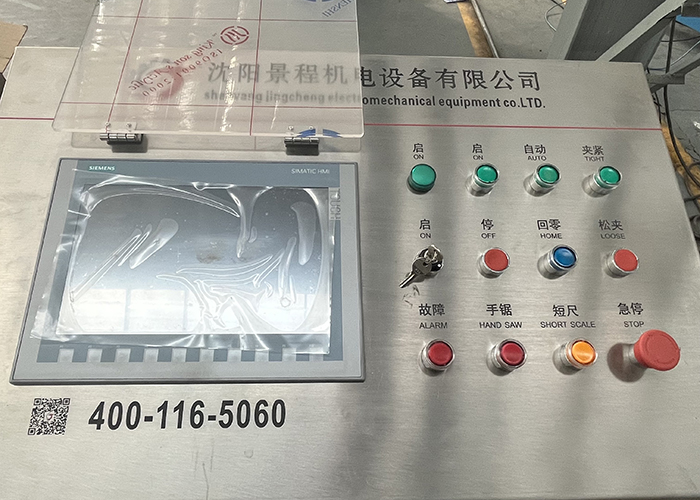 沈阳景程机电设备有限公司
shenyang jingcheng electromechanical equipment co.LTD.
SIEMENS
SIMATIC HMI
启 启 自动 夹紧
ON ON AUTO TIGHT
启 停 回零 松夹
ON OFF HOME LOOSE
故障 手锯 短尺 急停
ALARM HAND SAW SHORT SCALE STOP
400-116-5060